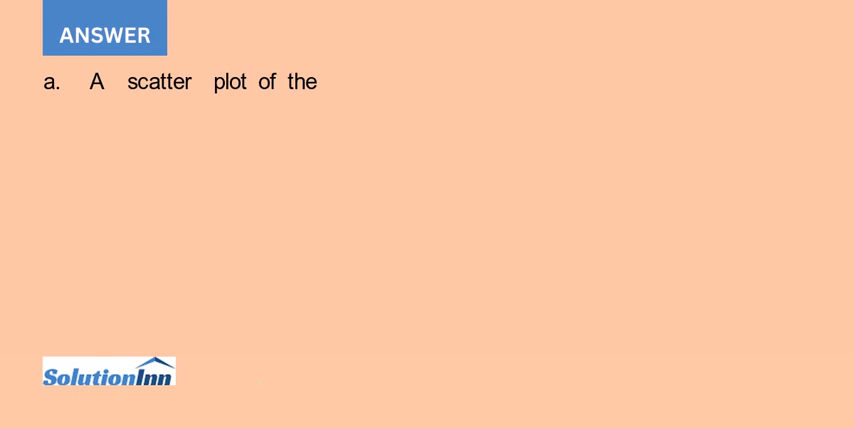 ANSWER
a. A scatter plot of the
SolutionInn